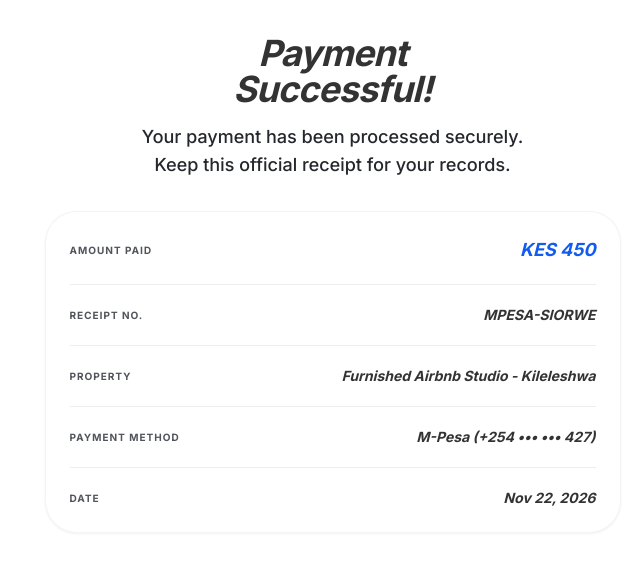 Payment
Successful!
Your payment has been processed securely.
Keep this official receipt for your records.
AMOUNT PAID KES 450
RECEIPT NO. MPESA-SIORWE
PROPERTY Furnished Airbnb Studio - Kileleshwa
PAYMENT METHOD M-Pesa (+254 ••• ••• 427)
DATE Nov 22, 2026